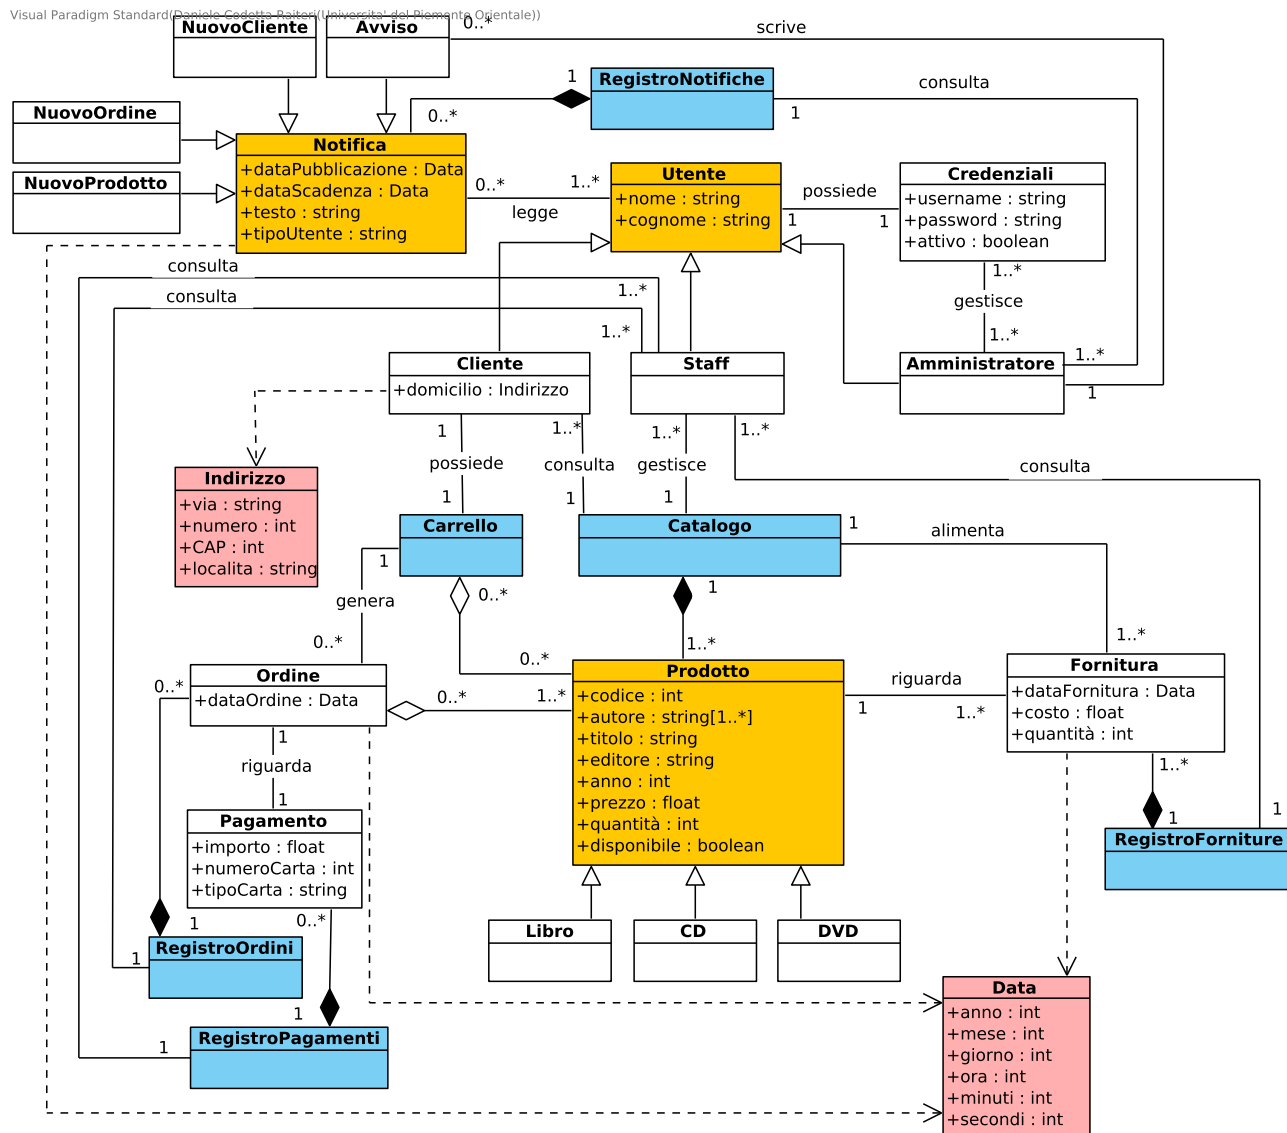 Visual Paradigm Standard(Daniele Codetta Raiteri(Universita' del Piemonte Orientale))
NuovoCliente
Avviso
0..*
scrive
RegistroNotifiche
1
consulta
0..*
1
NuovoOrdine
Notifica
+dataPubblicazione : Data
+dataScadenza : Data
+testo : string
+tipoUtente : string
NuovoProdotto
0..*
1..*
legge
Utente
+nome : string
+cognome : string
possiede
1
1
Credenziali
+username : string
+password : string
+attivo : boolean
consulta
1..*
1..*
gestisce
consulta
1..*
1..*
Cliente
+domicilio : Indirizzo
Staff
Amministratore
1..*
1
1
possiede
1
1..*
consulta
1
1..*
gestisce
1
1..*
consulta
Indirizzo
+via : string
+numero : int
+CAP : int
+localita : string
Carrello
Catalogo
1
alimenta
1
genera
0..*
0..*
1
0..*
1..*
1..*
Ordine
+dataOrdine : Data
0..*
0..*
1..*
Prodotto
+codice : int
+autore : string[1..*]
+titolo : string
+editore : string
+anno : int
+prezzo : float
+quantità : int
+disponibile : boolean
riguarda
1
1..*
Fornitura
+dataFornitura : Data
+costo : float
+quantità : int
1
riguarda
1
1..*
1
1
Pagamento
+importo : float
+numeroCarta : int
+tipoCarta : string
RegistroForniture
0..*
1
1
RegistroOrdini
Libro
CD
DVD
1
1
RegistroPagamenti
Data
+anno : int
+mese : int
+giorno : int
+ora : int
+minuti : int
+secondi : int